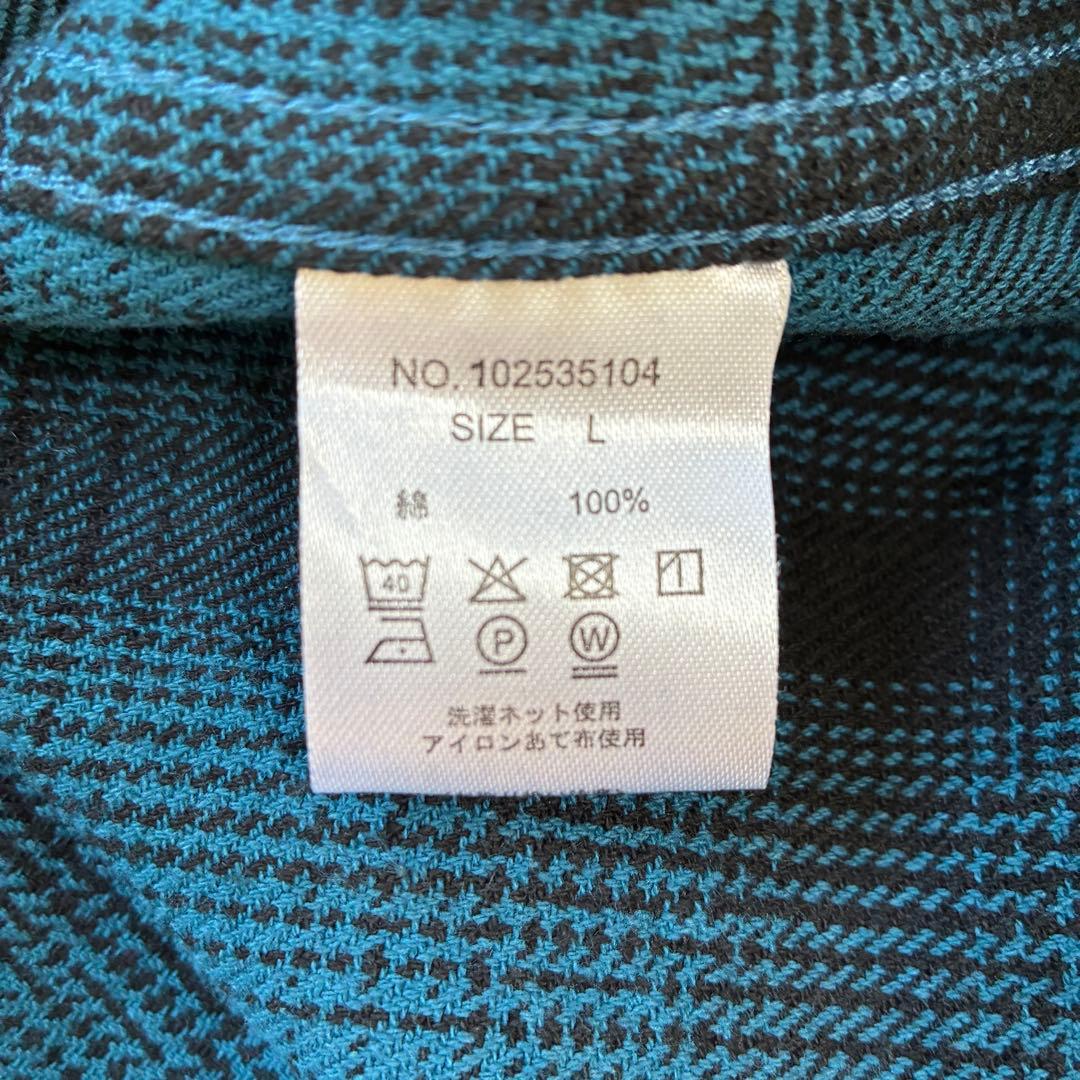 NO. 102535104
SIZE L
綿 100%
40
P W
洗濯ネット使用
アイロンあて布使用